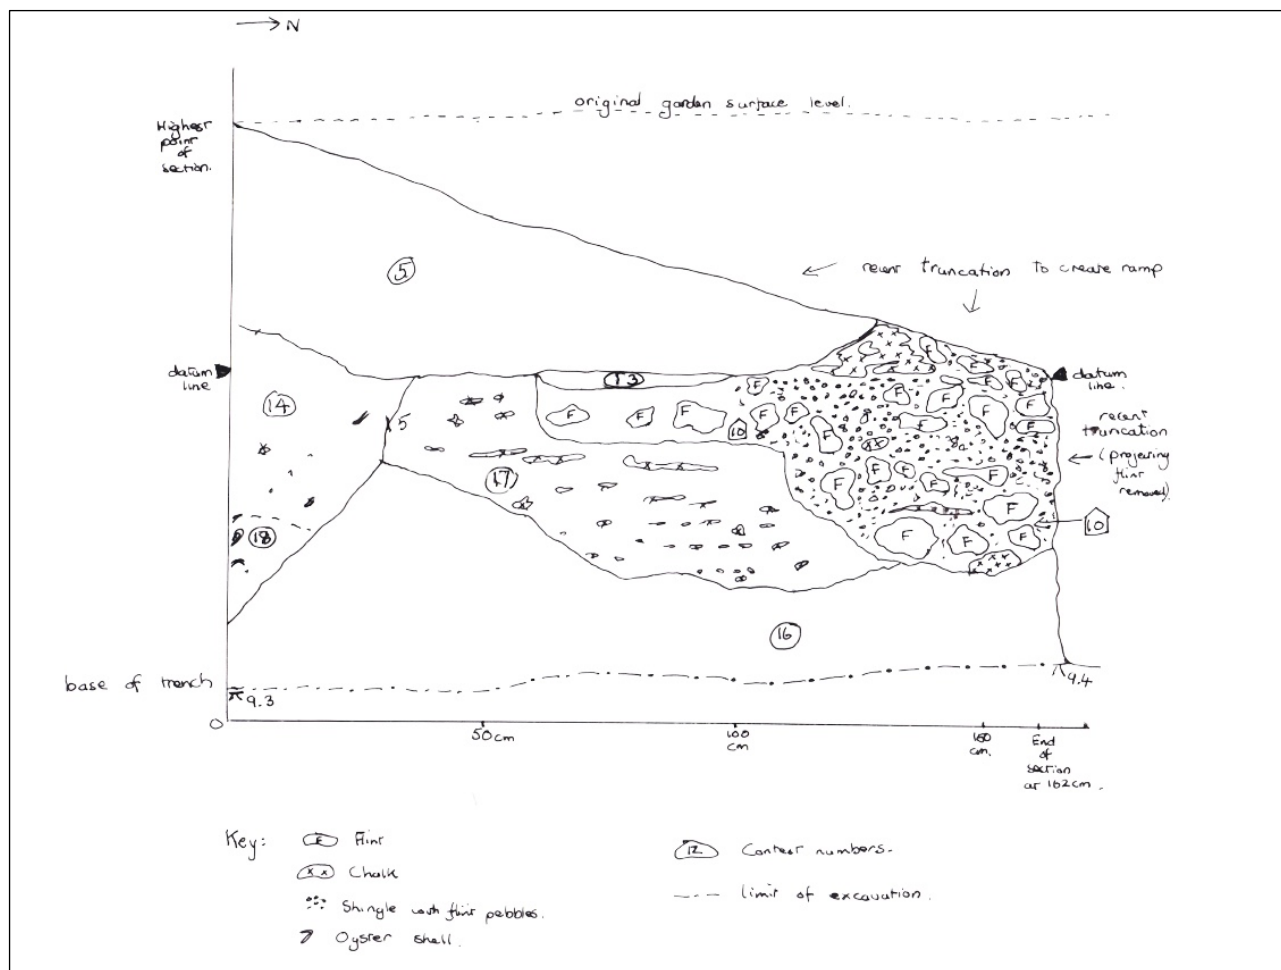 N
original garden surface level.
Highest
point
of
section.
5
recent truncation to create ramp
datum
line
13
datum
line.
14
5
F
F
F
10
recent
truncation
(projecting
flint
removed).
17
10
18
16
base of trench
9.3
9.4
0
50cm
100
cm
cm.
End
of
section
at 162cm.
Key:
F Flint
Chalk
Shingle with flint pebbles.
Oyster shell.
12 Context numbers.
limit of excavation.